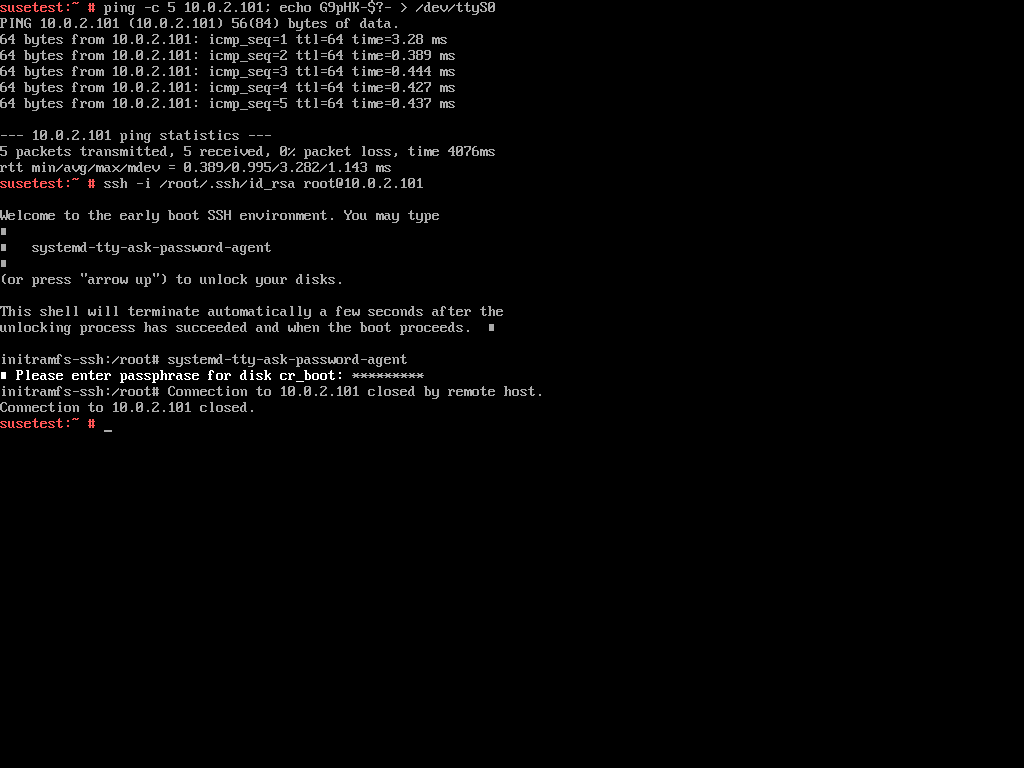 susetest:~ # ping -c 5 10.0.2.101; echo G9pHK-$?- > /dev/ttyS0
PING 10.0.2.101 (10.0.2.101) 56(84) bytes of data.
64 bytes from 10.0.2.101: icmp_seq=1 ttl=64 time=3.28 ms
64 bytes from 10.0.2.101: icmp_seq=2 ttl=64 time=0.389 ms
64 bytes from 10.0.2.101: icmp_seq=3 ttl=64 time=0.444 ms
64 bytes from 10.0.2.101: icmp_seq=4 ttl=64 time=0.427 ms
64 bytes from 10.0.2.101: icmp_seq=5 ttl=64 time=0.437 ms
--- 10.0.2.101 ping statistics ---
5 packets transmitted, 5 received, 0% packet loss, time 4076ms
rtt min/avg/max/mdev = 0.389/0.995/3.282/1.143 ms
susetest:~ # ssh -i /root/.ssh/id_rsa root@10.0.2.101
Welcome to the early boot SSH environment. You may type
■
■   systemd-tty-ask-password-agent
■
(or press "arrow up") to unlock your disks.
This shell will terminate automatically a few seconds after the
unlocking process has succeeded and when the boot proceeds.  ■
initramfs-ssh:/root# systemd-tty-ask-password-agent
■ Please enter passphrase for disk cr_boot: *********
initramfs-ssh:/root# Connection to 10.0.2.101 closed by remote host.
Connection to 10.0.2.101 closed.
susetest:~ # _